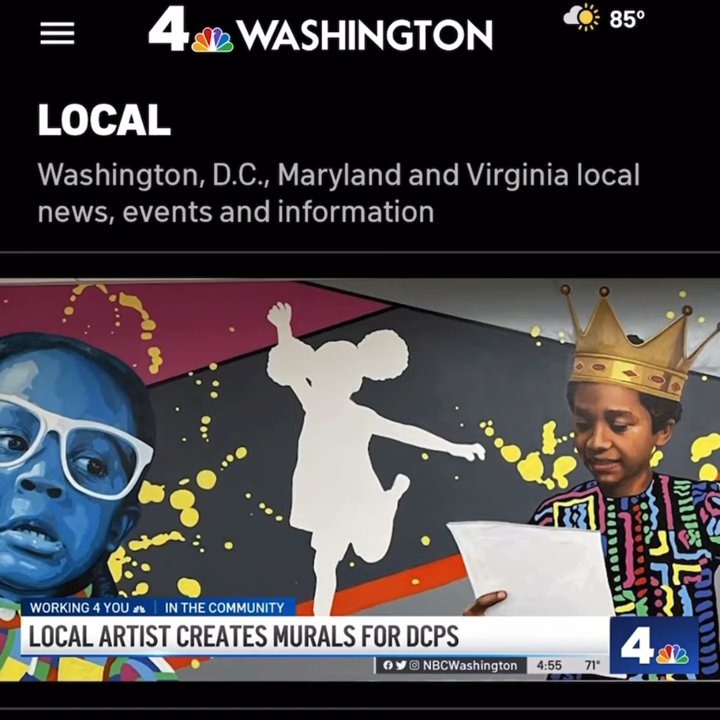 4 WASHINGTON
85°
LOCAL
Washington, D.C., Maryland and Virginia local
news, events and information
WORKING 4 YOU | IN THE COMMUNITY
LOCAL ARTIST CREATES MURALS FOR DCPS
4
NBCWashington 4:55 71°